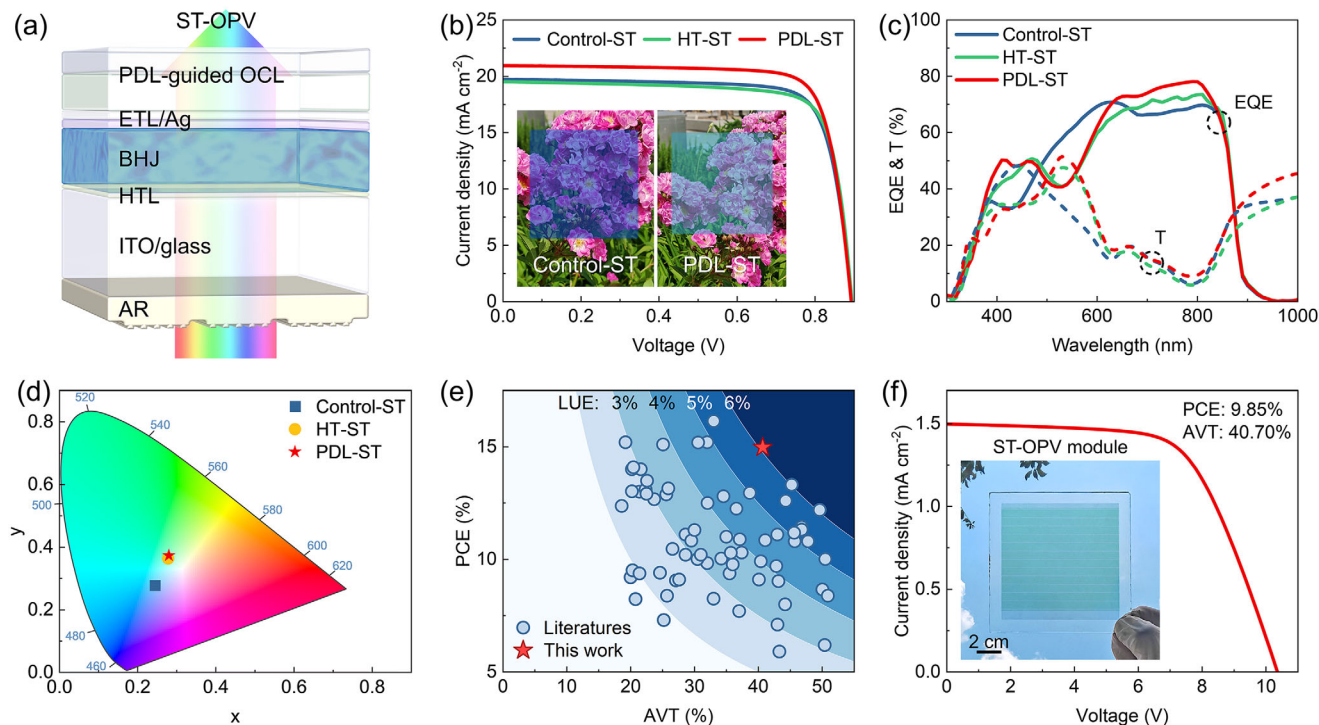 (a)
ST-OPV
PDL-guided OCL
ETL/Ag
BHJ
HTL
ITO/glass
AR
(b)
Control-ST HT-ST PDL-ST
Current density (mA cm⁻²)
25
20
15
10
5
0
Control-ST
PDL-ST
0.0 0.2 0.4 0.6 0.8
Voltage (V)
(c)
Control-ST
HT-ST
PDL-ST
EQE
T
EQE & T (%)
100
80
60
40
20
0
400 600 800 1000
Wavelength (nm)
(d)
Control-ST
HT-ST
PDL-ST
y
0.8
0.6
0.4
0.2
0.0
520
540
560
580
600
620
500
480
460
0.0 0.2 0.4 0.6 0.8
x
(e)
LUE: 3% 4% 5% 6%
PCE (%)
15
10
5
Literatures
This work
0 10 20 30 40 50
AVT (%)
(f)
PCE: 9.85%
AVT: 40.70%
ST-OPV module
2 cm
Current density (mA cm⁻²)
1.5
1.0
0.5
0.0
0 2 4 6 8 10
Voltage (V)